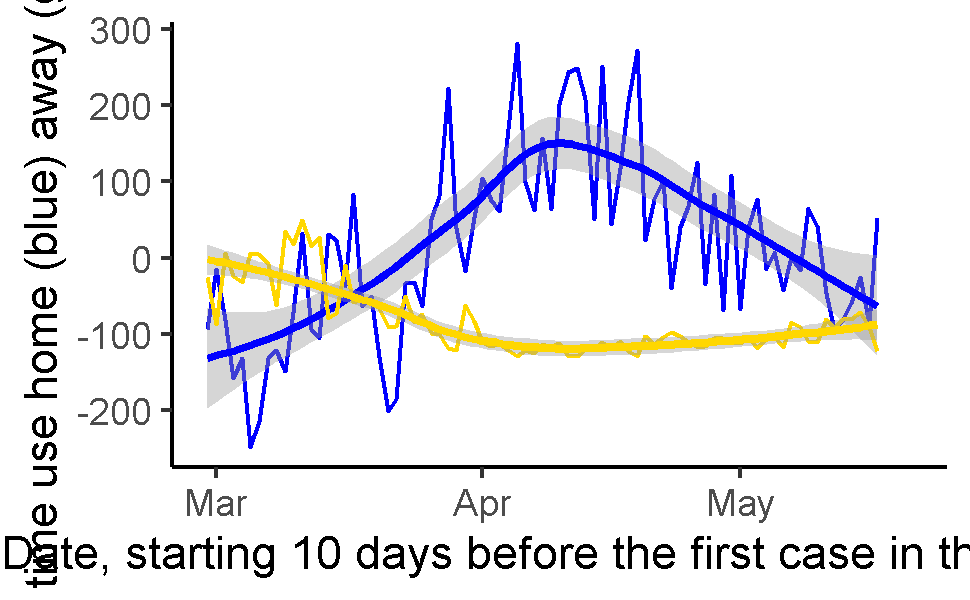 time use home (blue) away (
300
200
100
0
-100
-200
Mar Apr May
Date, starting 10 days before the first case in th